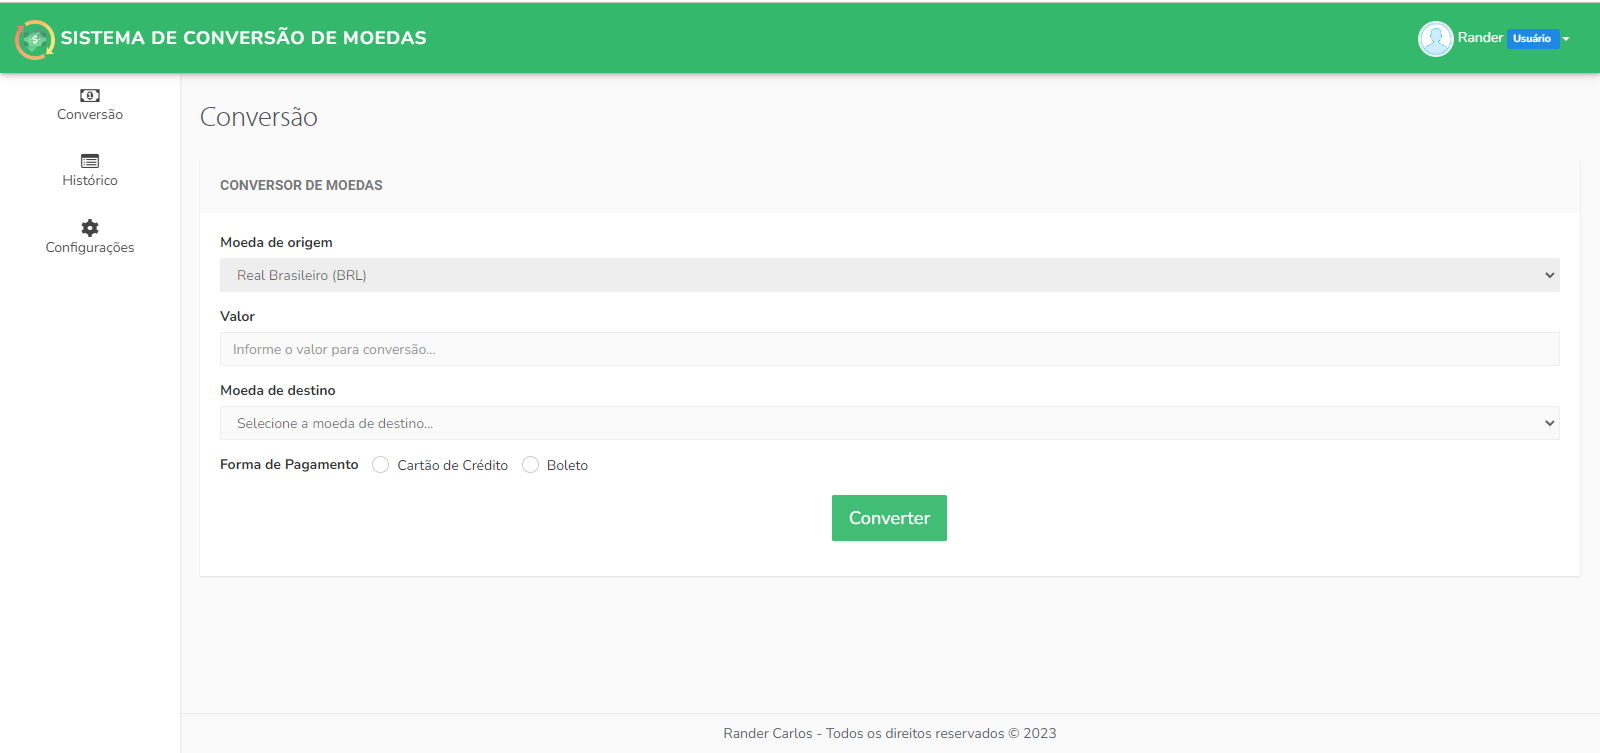 SISTEMA DE CONVERSÃO DE MOEDAS
Rander Usuário
Conversão
Histórico
Configurações
Conversão
CONVERSOR DE MOEDAS
Moeda de origem
Real Brasileiro (BRL)
Valor
Informe o valor para conversão...
Moeda de destino
Selecione a moeda de destino...
Forma de Pagamento Cartão de Crédito Boleto
Converter
Rander Carlos - Todos os direitos reservados © 2023